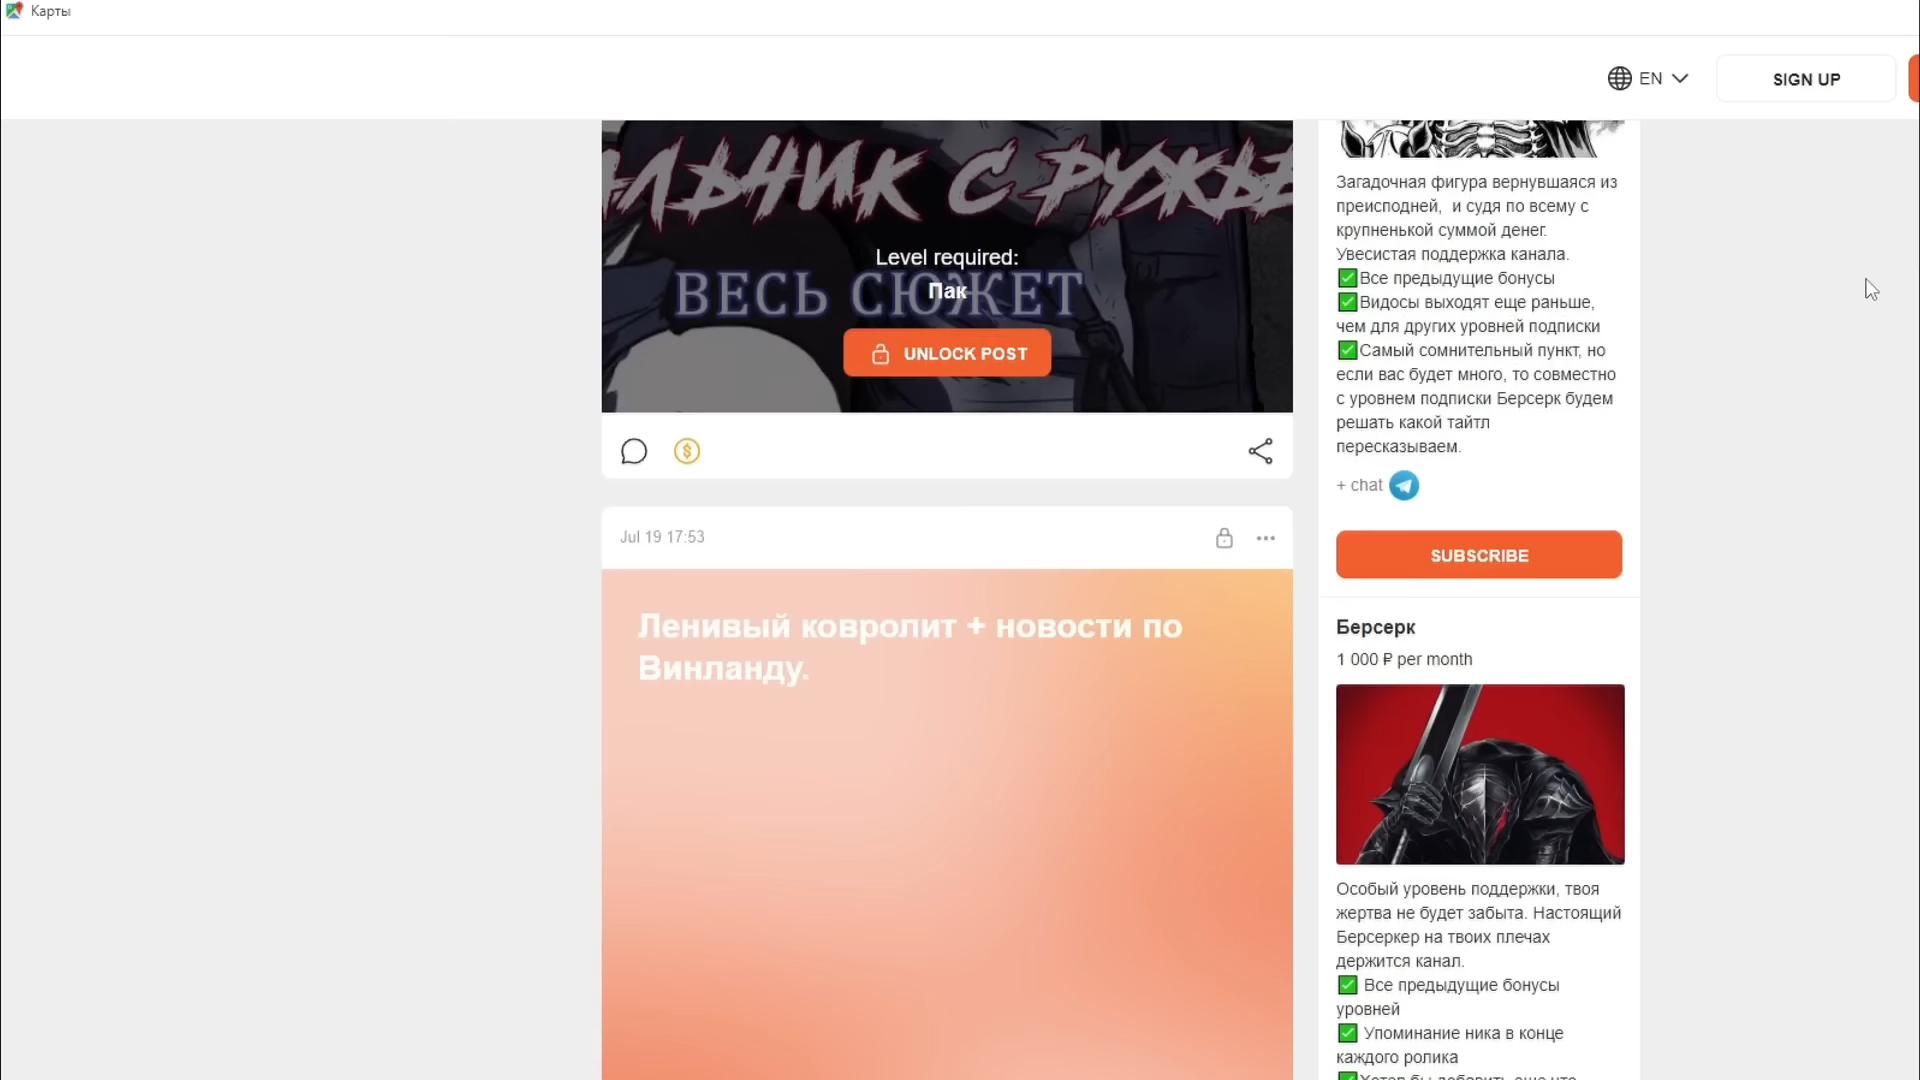 Карты
EN
SIGN UP
АЛЬЧИК С РУЖЬЕ
Level required:
ВЕСЬ СЮЖЕТ
Пак
UNLOCK POST
Jul 19 17:53
Ленивый ковролит + новости по
Винланду.
Загадочная фигура вернувшаяся из
преисподней, и судя по всему с
крупненькой суммой денег.
Увесистая поддержка канала.
✅Все предыдущие бонусы
✅Видосы выходят еще раньше,
чем для других уровней подписки
✅Самый сомнительный пункт, но
если вас будет много, то совместно
с уровнем подписки Берсерк будем
решать какой тайтл
пересказываем.
+ chat
SUBSCRIBE
Берсерк
1 000 ₽ per month
Особый уровень поддержки, твоя
жертва не будет забыта. Настоящий
Берсеркер на твоих плечах
держится канал.
✅ Все предыдущие бонусы
уровней
✅ Упоминание ника в конце
каждого ролика